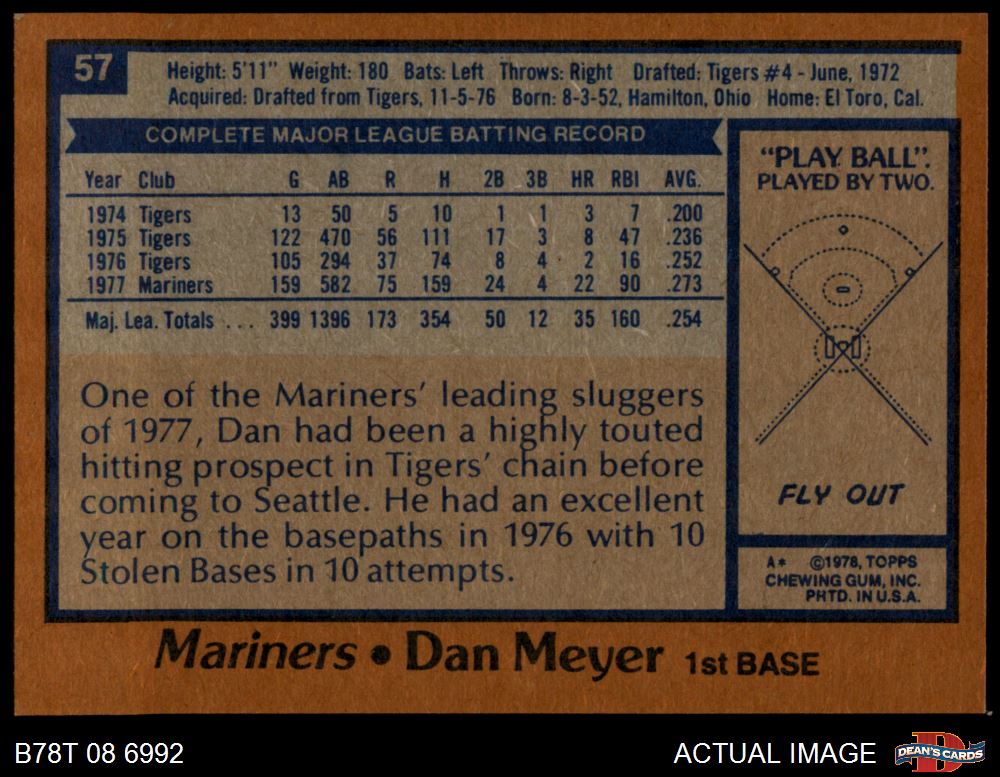 57
Height: 5'11" Weight: 180 Bats: Left Throws: Right Drafted: Tigers #4 - June, 1972
Acquired: Drafted from Tigers, 11-5-76 Born: 8-3-52, Hamilton, Ohio Home: El Toro, Cal.
COMPLETE MAJOR LEAGUE BATTING RECORD
Year Club G AB R H 2B 3B HR RBI AVG.
1974 Tigers 13 50 5 10 1 1 3 7 .200
1975 Tigers 122 470 56 111 17 3 8 47 .236
1976 Tigers 105 294 37 74 8 4 2 16 .252
1977 Mariners 159 582 75 159 24 4 22 90 .273
Maj. Lea. Totals ... 399 1396 173 354 50 12 35 160 .254
One of the Mariners' leading sluggers
of 1977, Dan had been a highly touted
hitting prospect in Tigers' chain before
coming to Seattle. He had an excellent
year on the basepaths in 1976 with 10
Stolen Bases in 10 attempts.
"PLAY BALL".
PLAYED BY TWO.
FLY OUT
A* ©1978, TOPPS
CHEWING GUM, INC.
PRTD. IN U.S.A.
Mariners • Dan Meyer 1st BASE
B78T 08 6992
ACTUAL IMAGE
DEAN'S CARDS